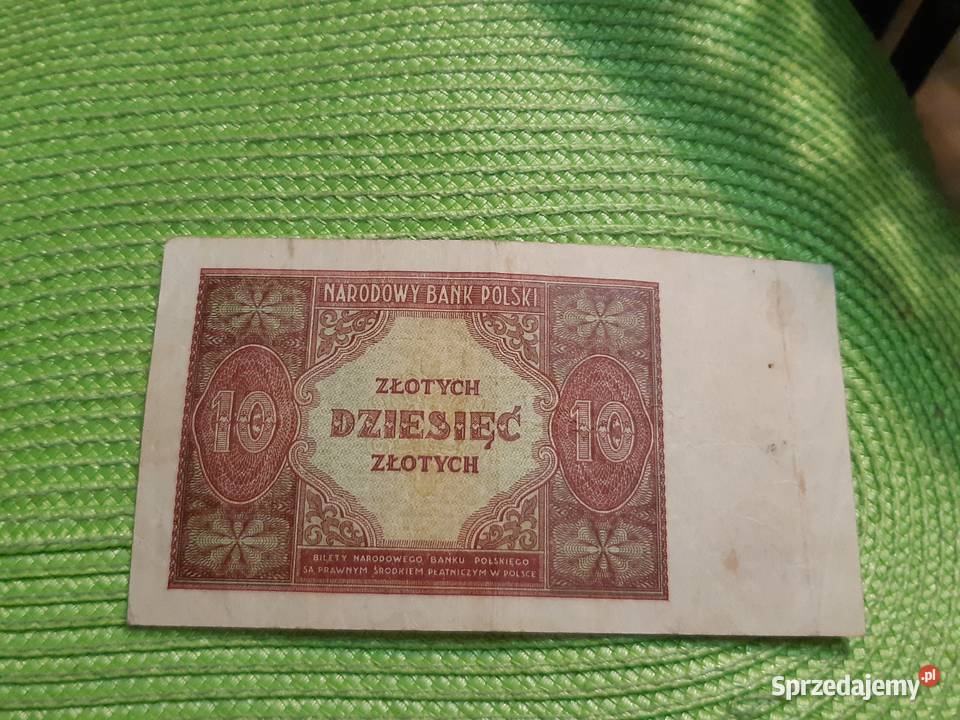 NARODOWY BANK POLSKI
10
ZŁOTYCH
DZIESIĘĆ
ZŁOTYCH
10
BILETY NARODOWEGO BANKU POLSKIEGO
SĄ PRAWNYM ŚRODKIEM PŁATNICZYM W POLSCE
Sprzedajemy.pl